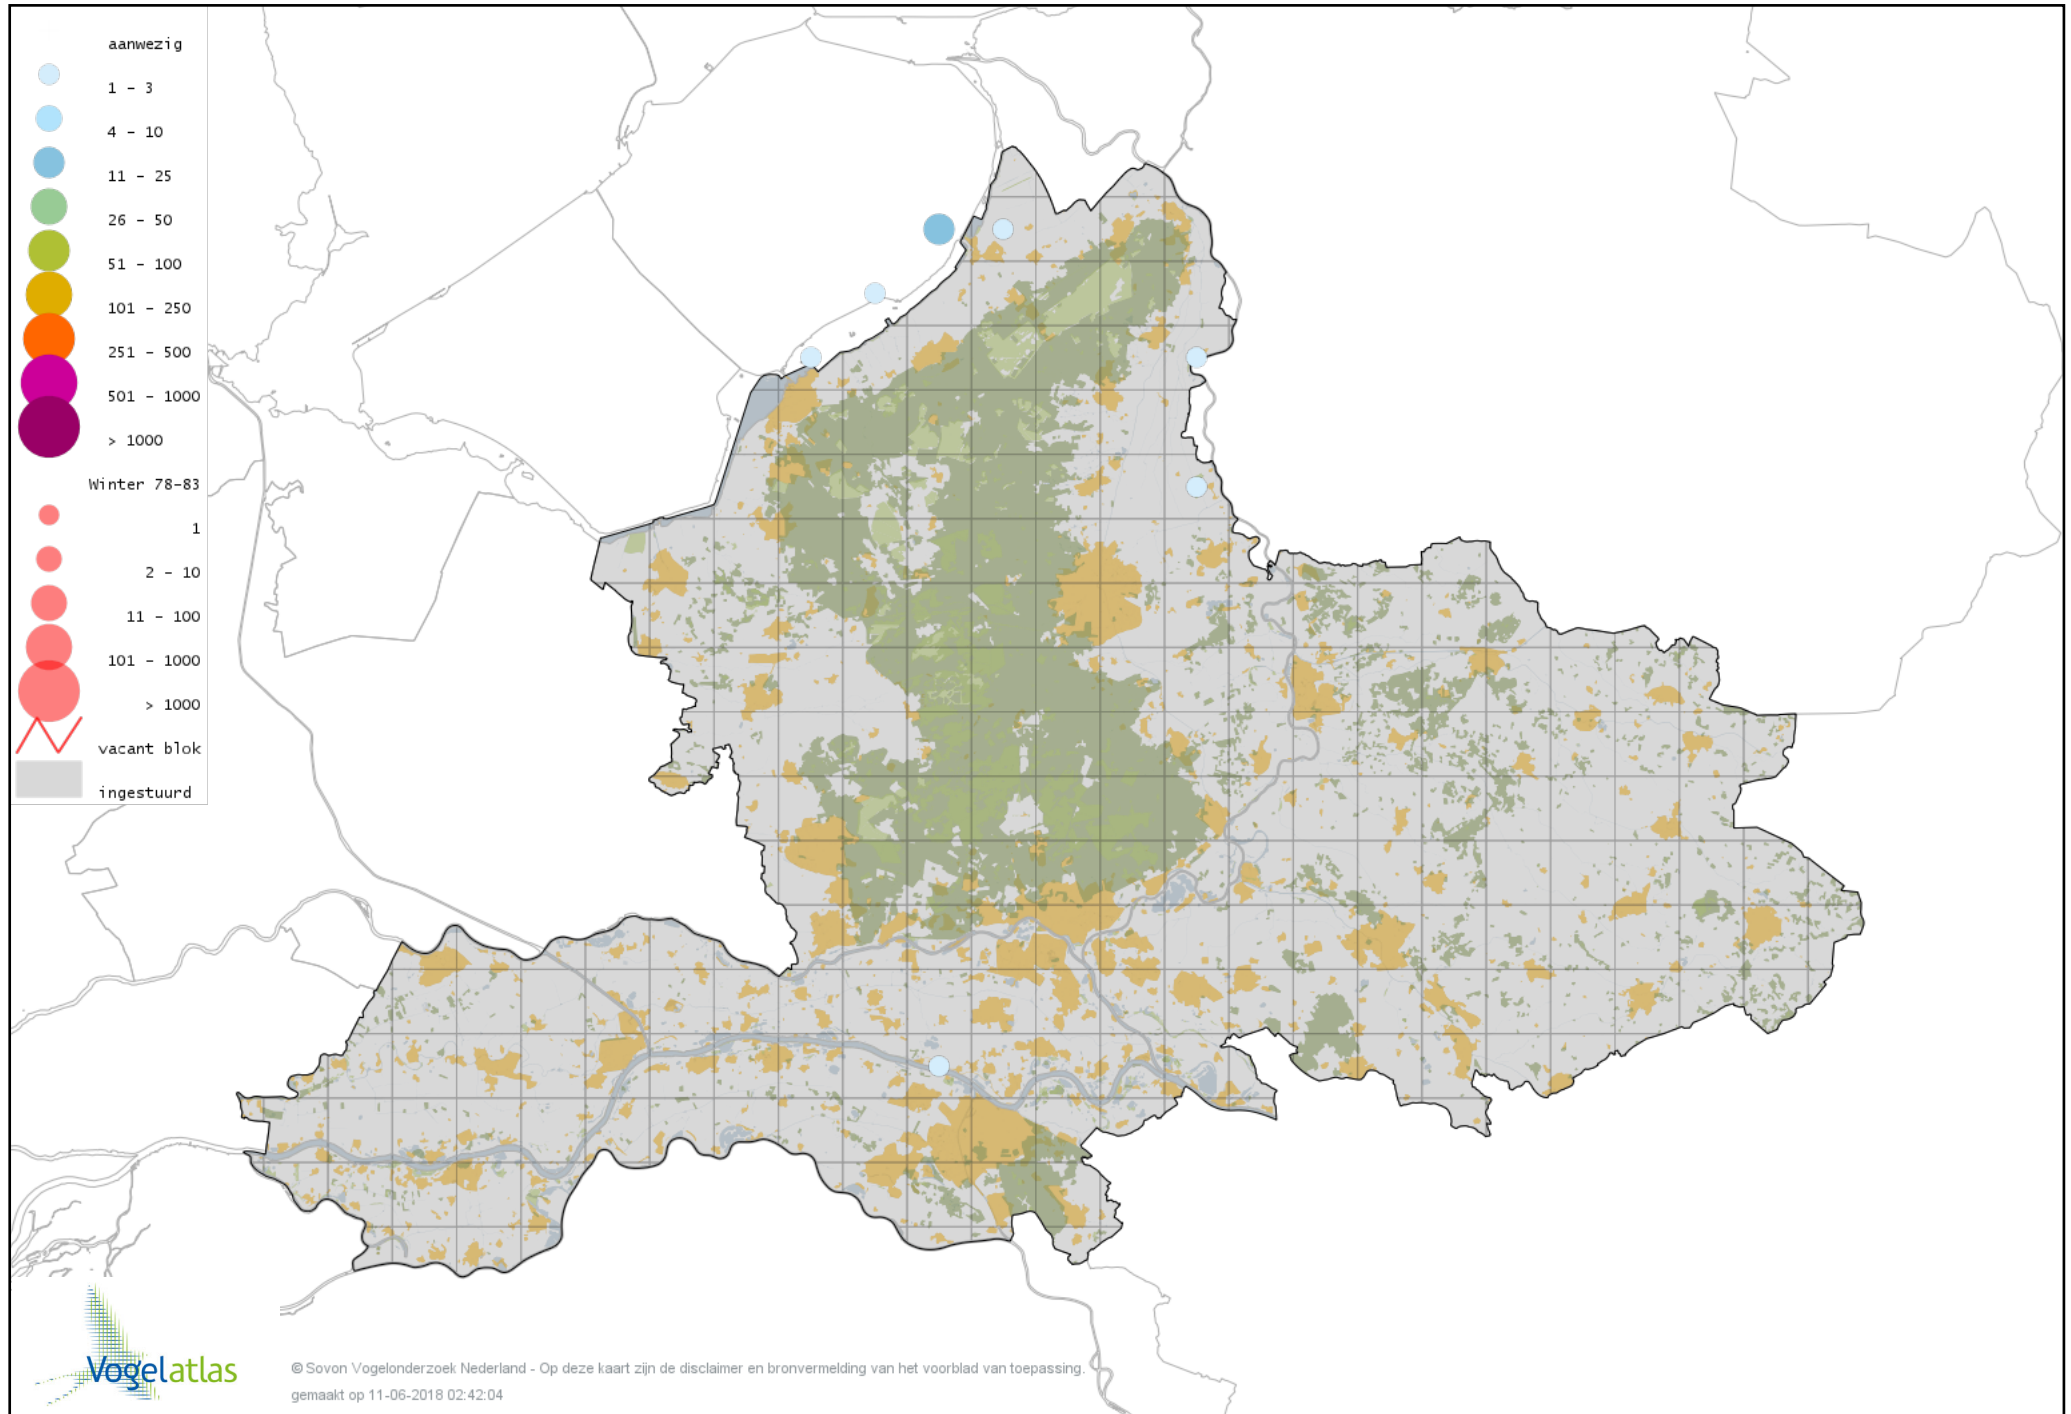 aanwezig
1 - 3
4 - 10
11 - 25
26 - 50
51 - 100
101 - 250
251 - 500
501 - 1000
> 1000
Winter 78-83
1
2 - 10
11 - 100
101 - 1000
> 1000
vacant blok
ingestuurd
Vogelatlas
© Sovon Vogelonderzoek Nederland - Op deze kaart zijn de disclaimer en bronvermelding van het voorblad van toepassing.
gemaakt op 11-06-2018 02:42:04